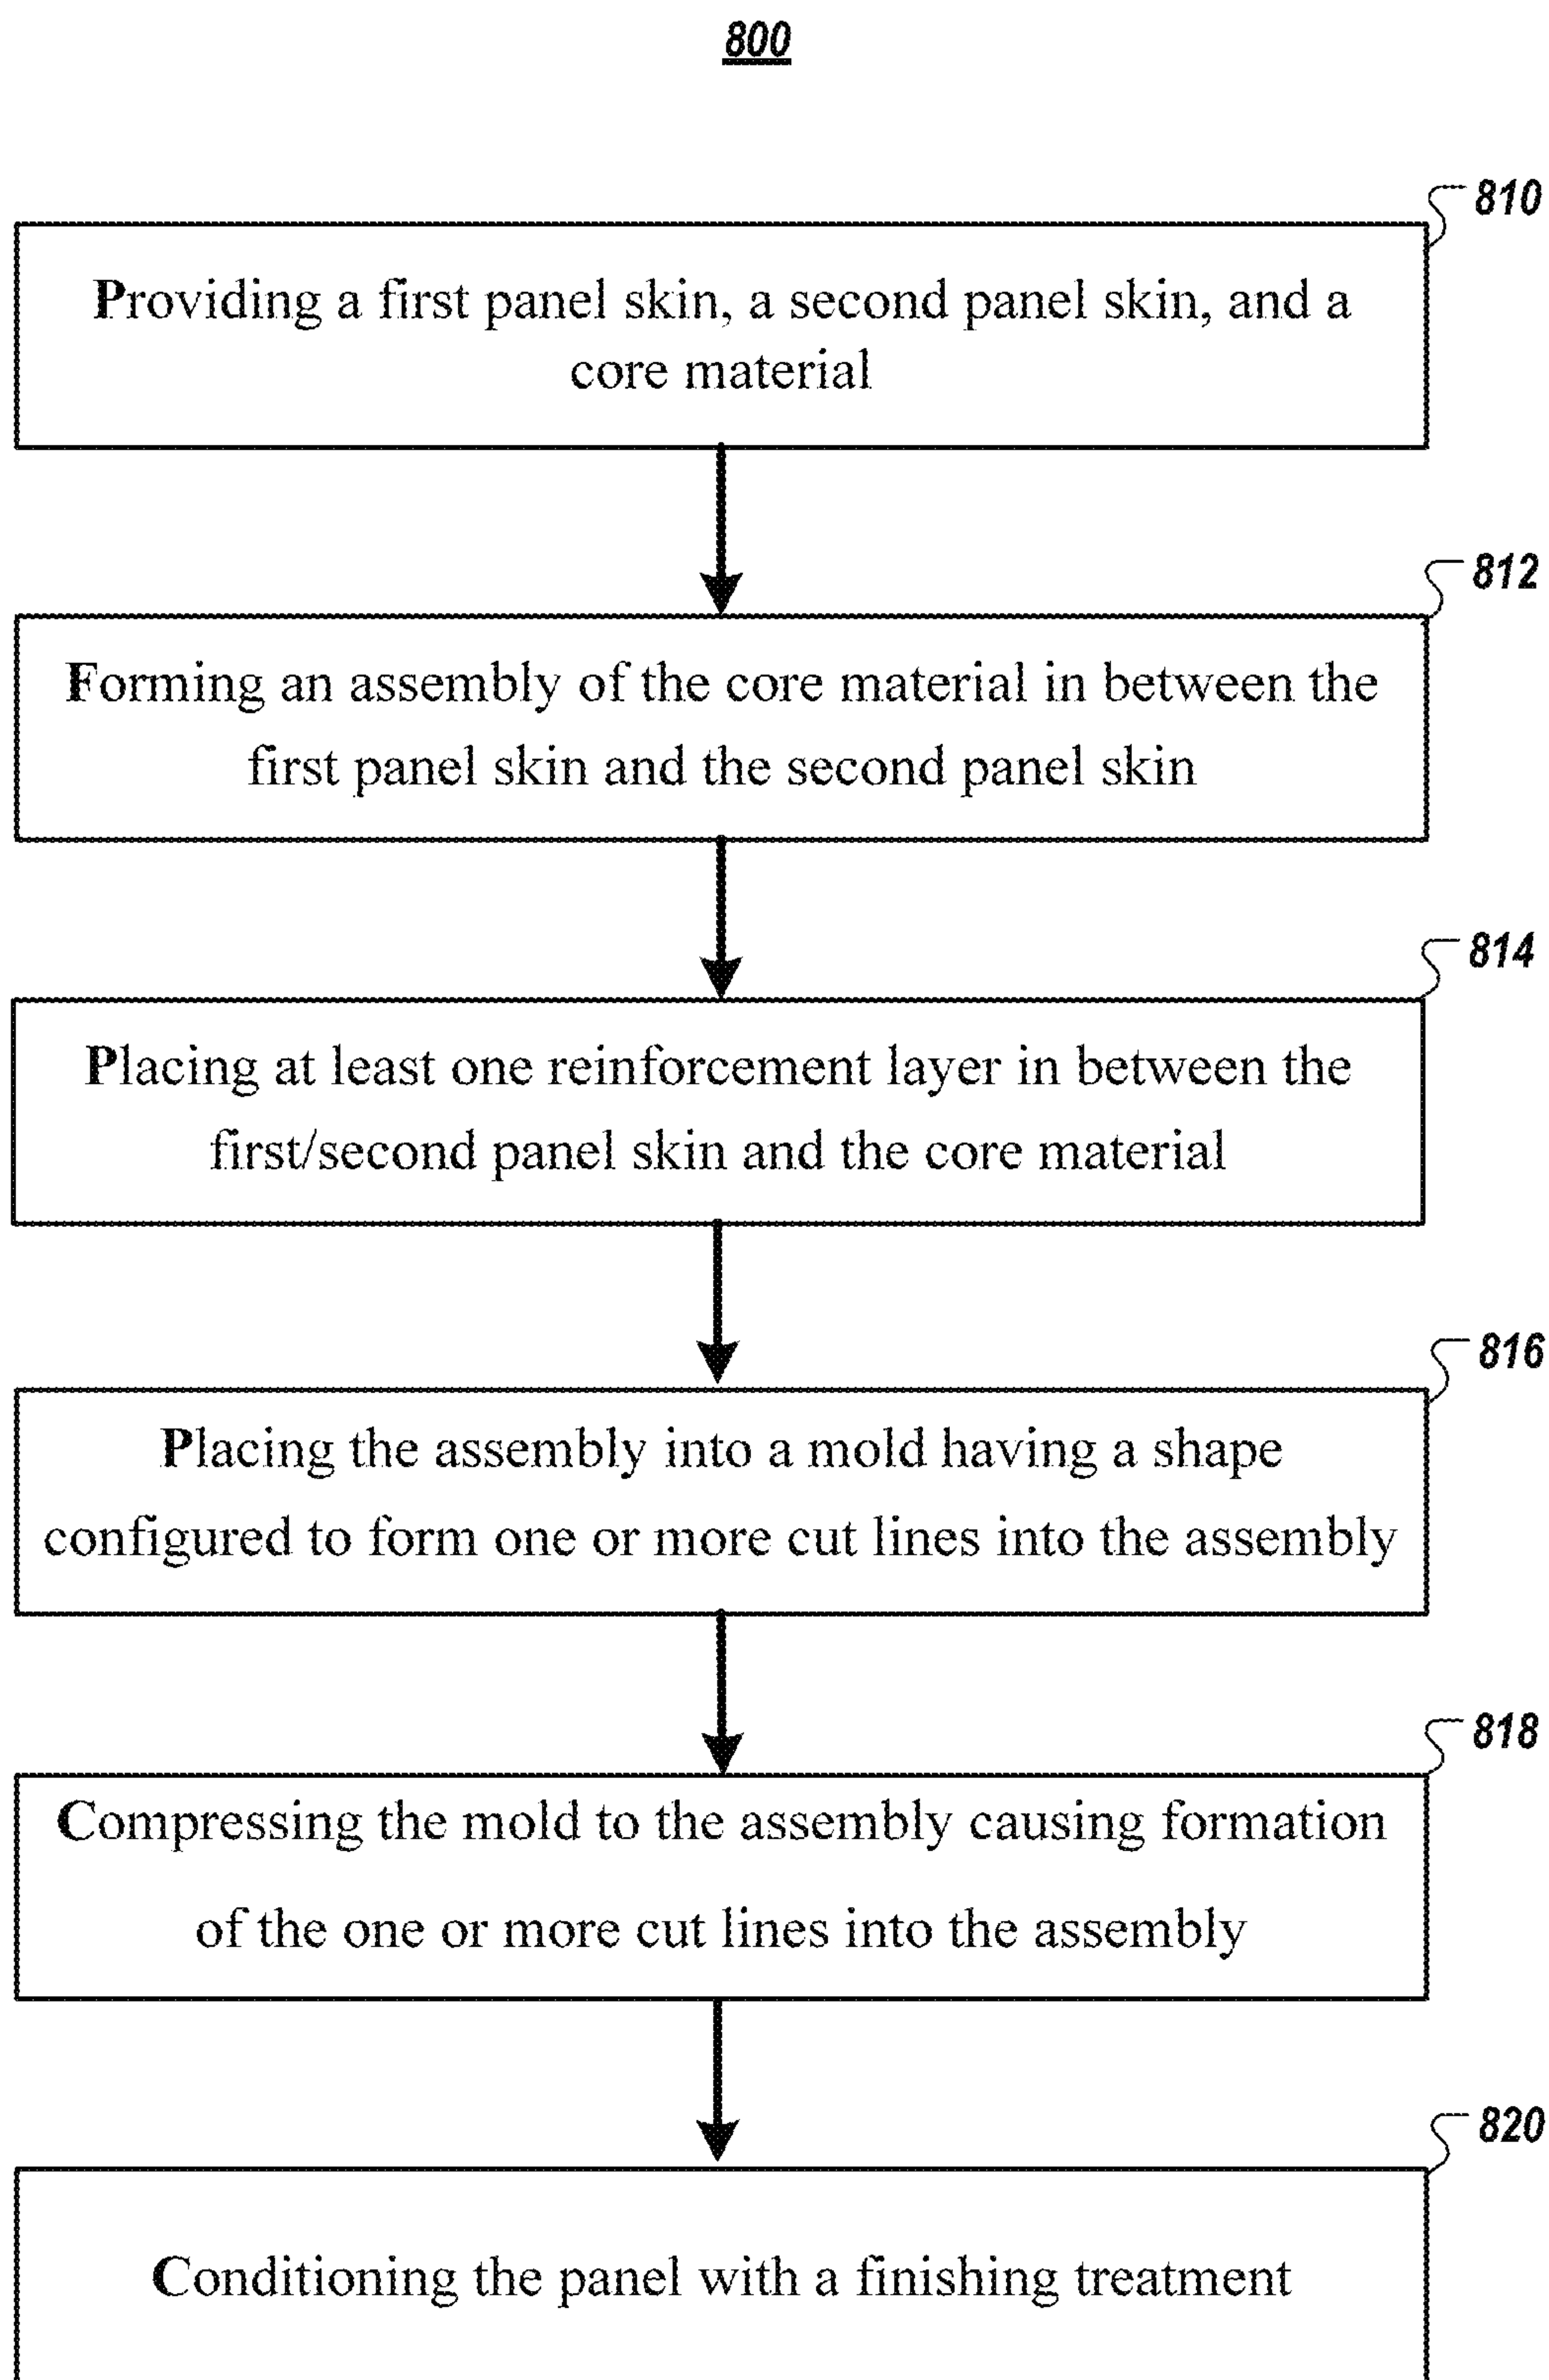 800
810
Providing a first panel skin, a second panel skin, and a
core material
812
Forming an assembly of the core material in between the
first panel skin and the second panel skin
814
Placing at least one reinforcement layer in between the
first/second panel skin and the core material
816
Placing the assembly into a mold having a shape
configured to form one or more cut lines into the assembly
818
Compressing the mold to the assembly causing formation
of the one or more cut lines into the assembly
820
Conditioning the panel with a finishing treatment